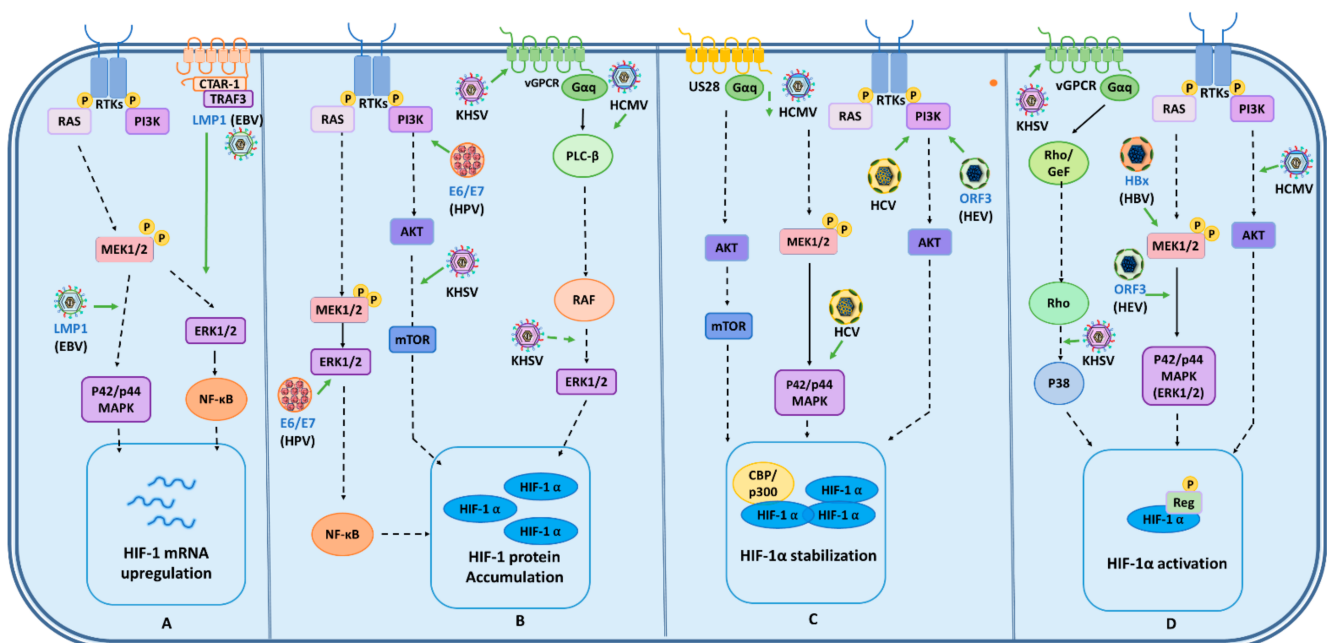 CTAR-1
TRAF3
P
RTKs
P
RAS
PI3K
LMP1 (EBV)
MEK1/2
P
P
LMP1
(EBV)
ERK1/2
P42/p44
MAPK
NF-κB
HIF-1 mRNA
upregulation
A
P
RTKs
P
RAS
PI3K
KHSV
vGPCR
Gαq
HCMV
PLC-β
E6/E7
(HPV)
AKT
KHSV
RAF
P
P
MEK1/2
mTOR
KHSV
ERK1/2
ERK1/2
E6/E7
(HPV)
NF-κB
HIF-1 α
HIF-1 α
HIF-1 α
HIF-1 protein
Accumulation
B
US28
Gαq
HCMV
P
RTKs
P
RAS
PI3K
HCV
ORF3
(HEV)
AKT
P
P
MEK1/2
AKT
mTOR
HCV
P42/p44
MAPK
CBP/
p300
HIF-1 α
HIF-1 α
HIF-1 α
HIF-1α stabilization
C
KHSV
vGPCR
Gαq
P
RTKs
P
RAS
PI3K
Rho/
GeF
HBx
(HBV)
HCMV
P
P
MEK1/2
AKT
ORF3
(HEV)
Rho
KHSV
P38
P42/p44
MAPK
(ERK1/2)
P
Reg
HIF-1 α
HIF-1α activation
D